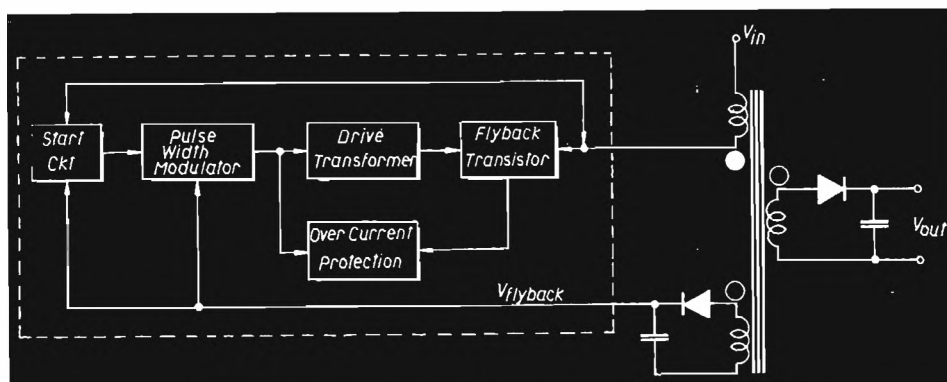 Start
Ckt
Pulse
Width
Modulator
Drive
Transformer
Flyback
Transistor
Over Current
Protection
Vflyback
Vin
Vout